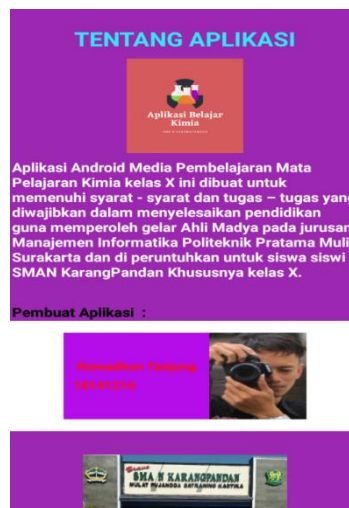 TENTANG APLIKASI
Aplikasi Belajar
Kimia
Aplikasi Android Media Pembelajaran Mata
Pelajaran Kimia kelas X ini dibuat untuk
memenuhi syarat - syarat dan tugas – tugas yang
diwajibkan dalam menyelesaikan pendidikan
guna memperoleh gelar Ahli Madya pada jurusan
Manajemen Informatika Politeknik Pratama Muli
Surakarta dan di peruntuhkan untuk siswa siswi
SMAN KarangPandan Khususnya kelas X.
Pembuat Aplikasi :
Tanjung
SMA N KARANGPANDAN